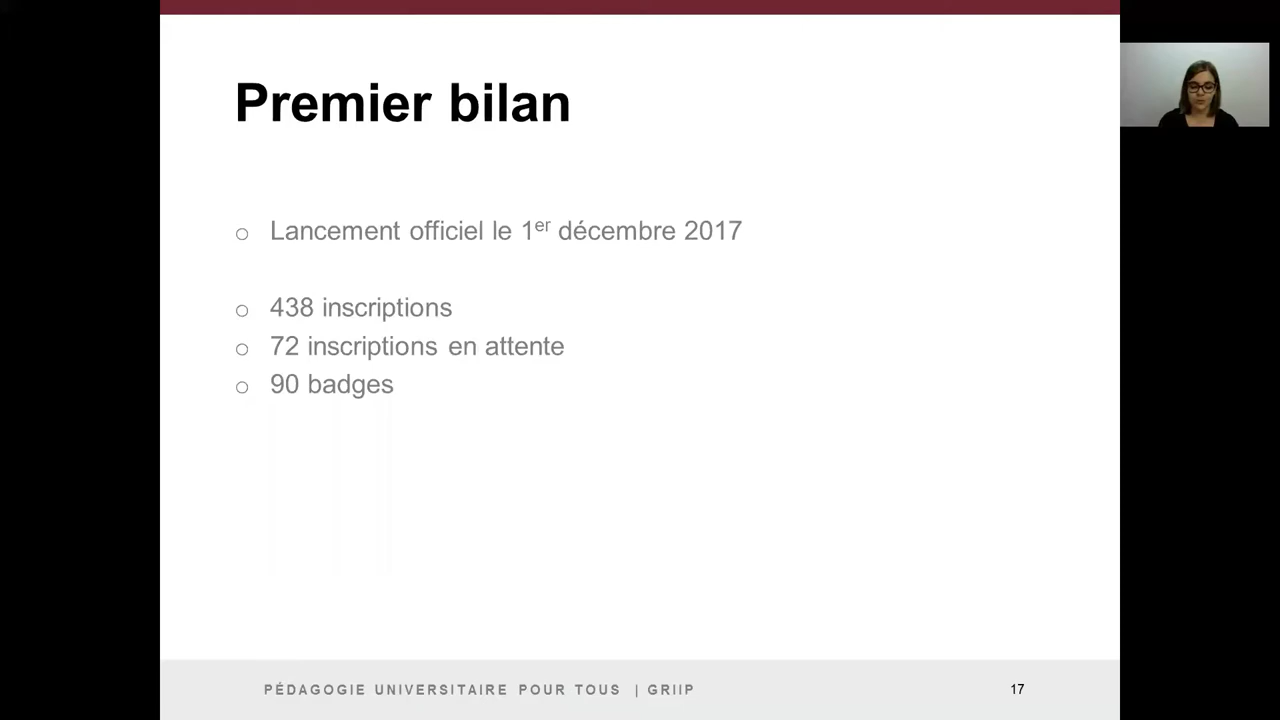 Premier bilan
o Lancement officiel le 1er décembre 2017
o 438 inscriptions
o 72 inscriptions en attente
o 90 badges
PÉDAGOGIE UNIVERSITAIRE POUR TOUS | GRIIP
17